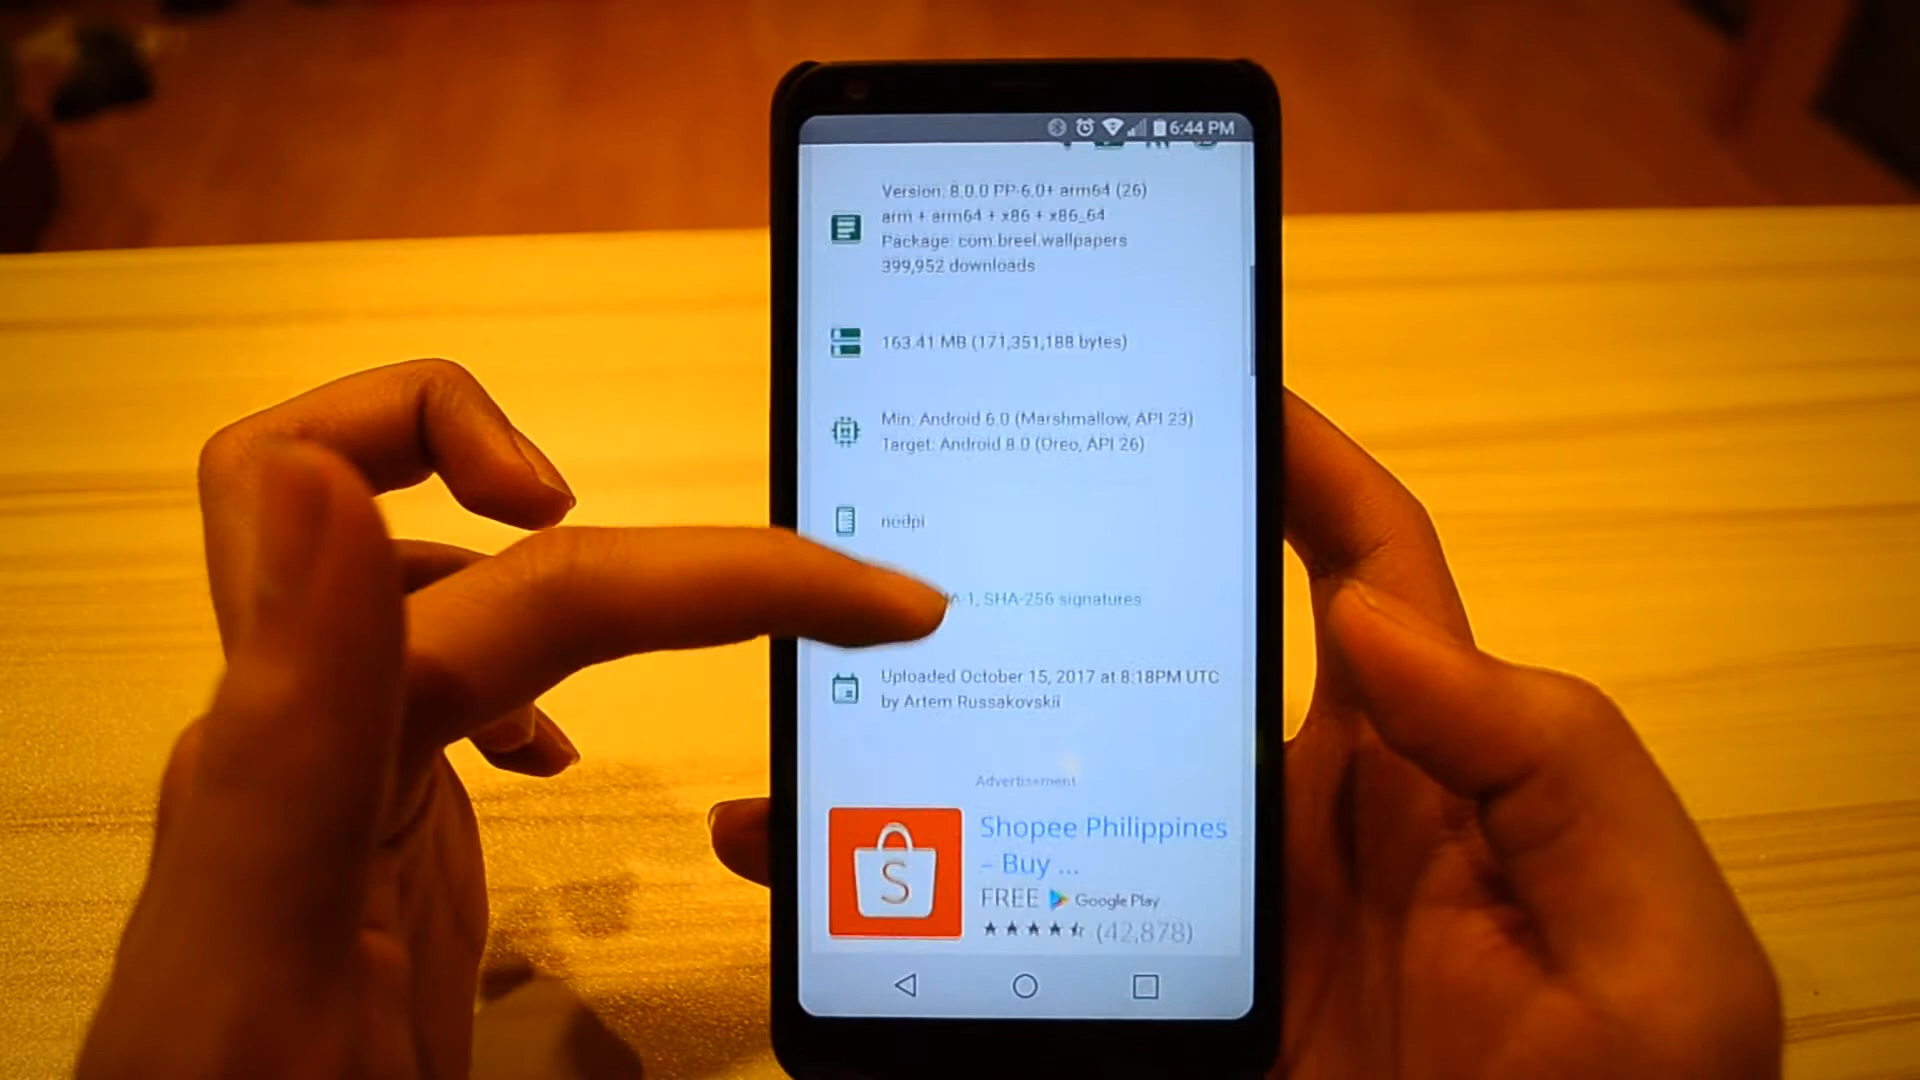 6:44 PM
Version: 8.0.0 PP-6.0+ arm64 (26)
arm + arm64 + x86 + x86_64
Package: com.breel.wallpapers
399,952 downloads
163.41 MB (171,351,188 bytes)
Min: Android 6.0 (Marshmallow, API 23)
Target: Android 8.0 (Oreo, API 26)
nodpi
SHA-256 signatures
Uploaded October 15, 2017 at 8:18PM UTC
by Artem Russakovskii
Advertisement
Shopee Philippines
– Buy ...
FREE Google Play
(42,878)
S